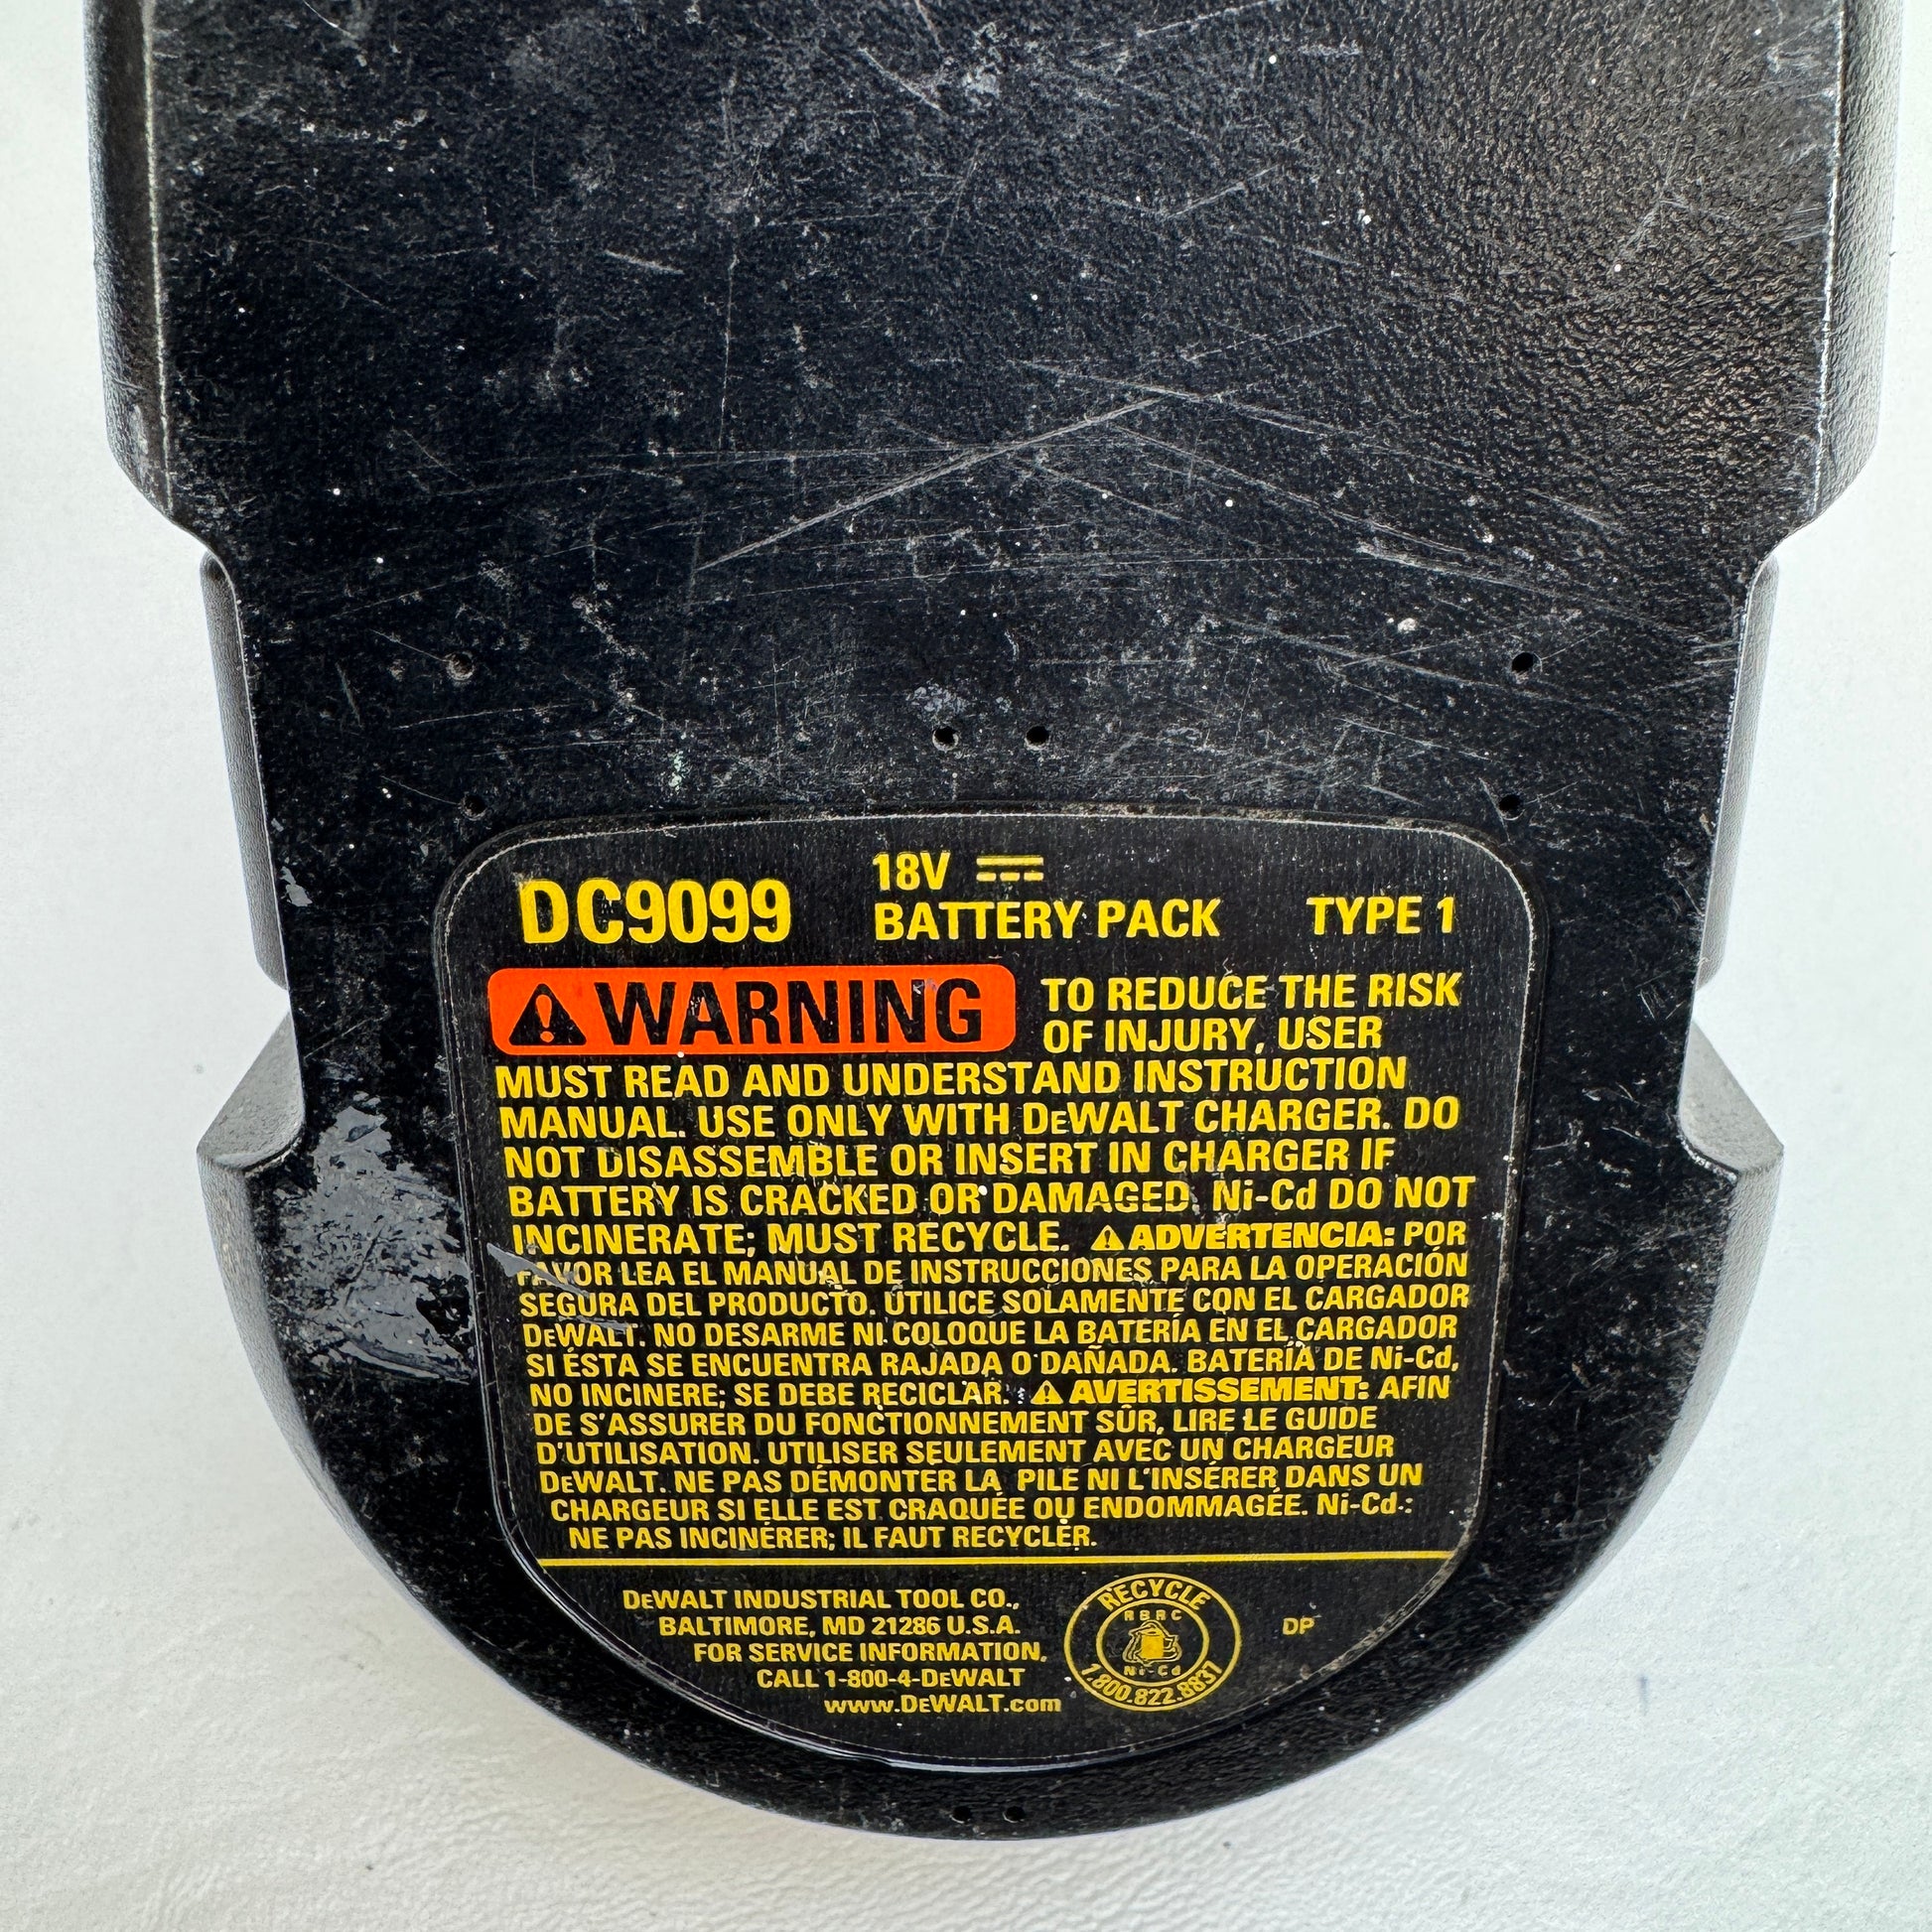 DC9099
18V
BATTERY PACK
TYPE 1
WARNING TO REDUCE THE RISK
OF INJURY, USER
MUST READ AND UNDERSTAND INSTRUCTION
MANUAL. USE ONLY WITH DeWALT CHARGER. DO
NOT DISASSEMBLE OR INSERT IN CHARGER IF
BATTERY IS CRACKED OR DAMAGED. Ni-Cd DO NOT
INCINERATE; MUST RECYCLE. ADVERTENCIA: POR
FAVOR LEA EL MANUAL DE INSTRUCCIONES PARA LA OPERACIÓN
SEGURA DEL PRODUCTO. UTILICE SOLAMENTE CON EL CARGADOR
DeWALT. NO DESARME NI COLOQUE LA BATERÍA EN EL CARGADOR
SI ÉSTA SE ENCUENTRA RAJADA O DAÑADA. BATERÍA DE Ni-Cd,
NO INCINERE; SE DEBE RECICLAR. AVERTISSEMENT: AFIN
DE S'ASSURER DU FONCTIONNEMENT SÛR, LIRE LE GUIDE
D'UTILISATION. UTILISER SEULEMENT AVEC UN CHARGEUR
DeWALT. NE PAS DÉMONTER LA PILE NI L'INSÉRER DANS UN
CHARGEUR SI ELLE EST CRAQUÉE OU ENDOMMAGÉE. Ni-Cd :
NE PAS INCINÉRER; IL FAUT RECYCLER.
DeWALT INDUSTRIAL TOOL CO.,
BALTIMORE, MD 21286 U.S.A.
FOR SERVICE INFORMATION,
CALL 1-800-4-DeWALT
www.DeWALT.com
RECYCLE
RBRC
Ni-Cd
1.800.822.8837
DP